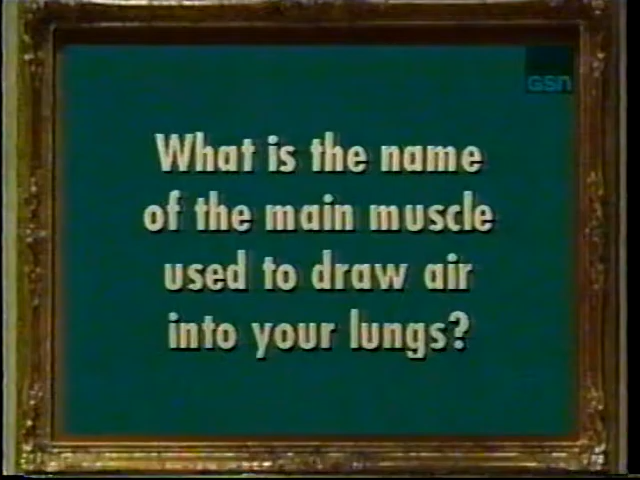 GSN
What is the name
of the main muscle
used to draw air
into your lungs?